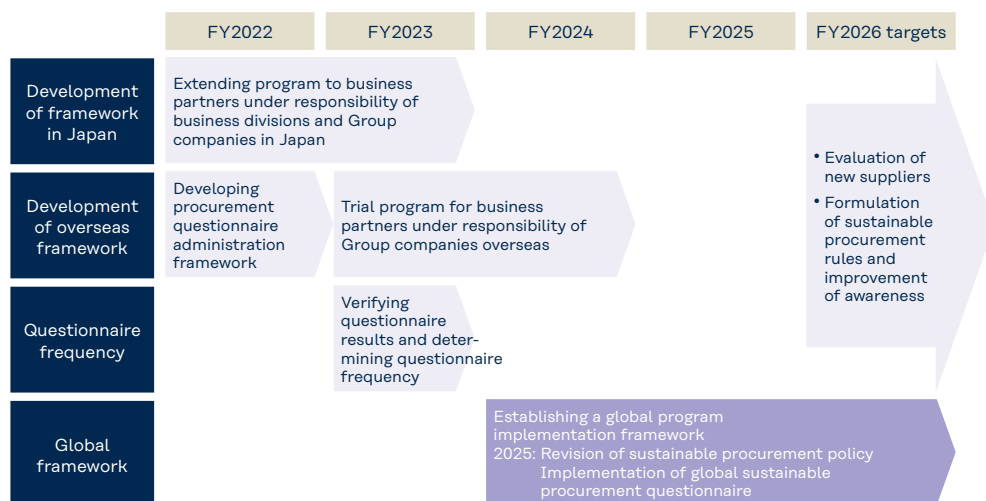 FY2022
FY2023
FY2024
FY2025
FY2026 targets
Development
of framework
in Japan
Extending program to business
partners under responsibility of
business divisions and Group
companies in Japan
Development
of overseas
framework
Developing
procurement
questionnaire
administration
framework
Trial program for business
partners under responsibility of
Group companies overseas
Questionnaire
frequency
Verifying
questionnaire
results and deter-
mining questionnaire
frequency
• Evaluation of
new suppliers
• Formulation
of sustainable
procurement
rules and
improvement
of awareness
Global
framework
Establishing a global program
implementation framework
2025: Revision of sustainable procurement policy
Implementation of global sustainable
procurement questionnaire